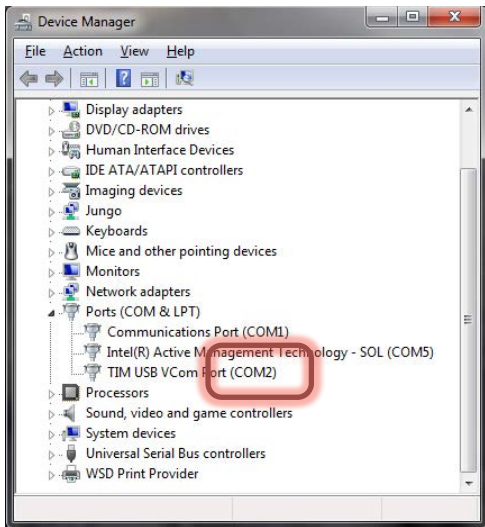 Device Manager
File Action View Help
Display adapters
DVD/CD-ROM drives
Human Interface Devices
IDE ATA/ATAPI controllers
Imaging devices
Jungo
Keyboards
Mice and other pointing devices
Monitors
Network adapters
Ports (COM & LPT)
Communications Port (COM1)
Intel(R) Active Management Technology - SOL (COM5)
TIM USB VCom Port (COM2)
Processors
Sound, video and game controllers
System devices
Universal Serial Bus controllers
WSD Print Provider